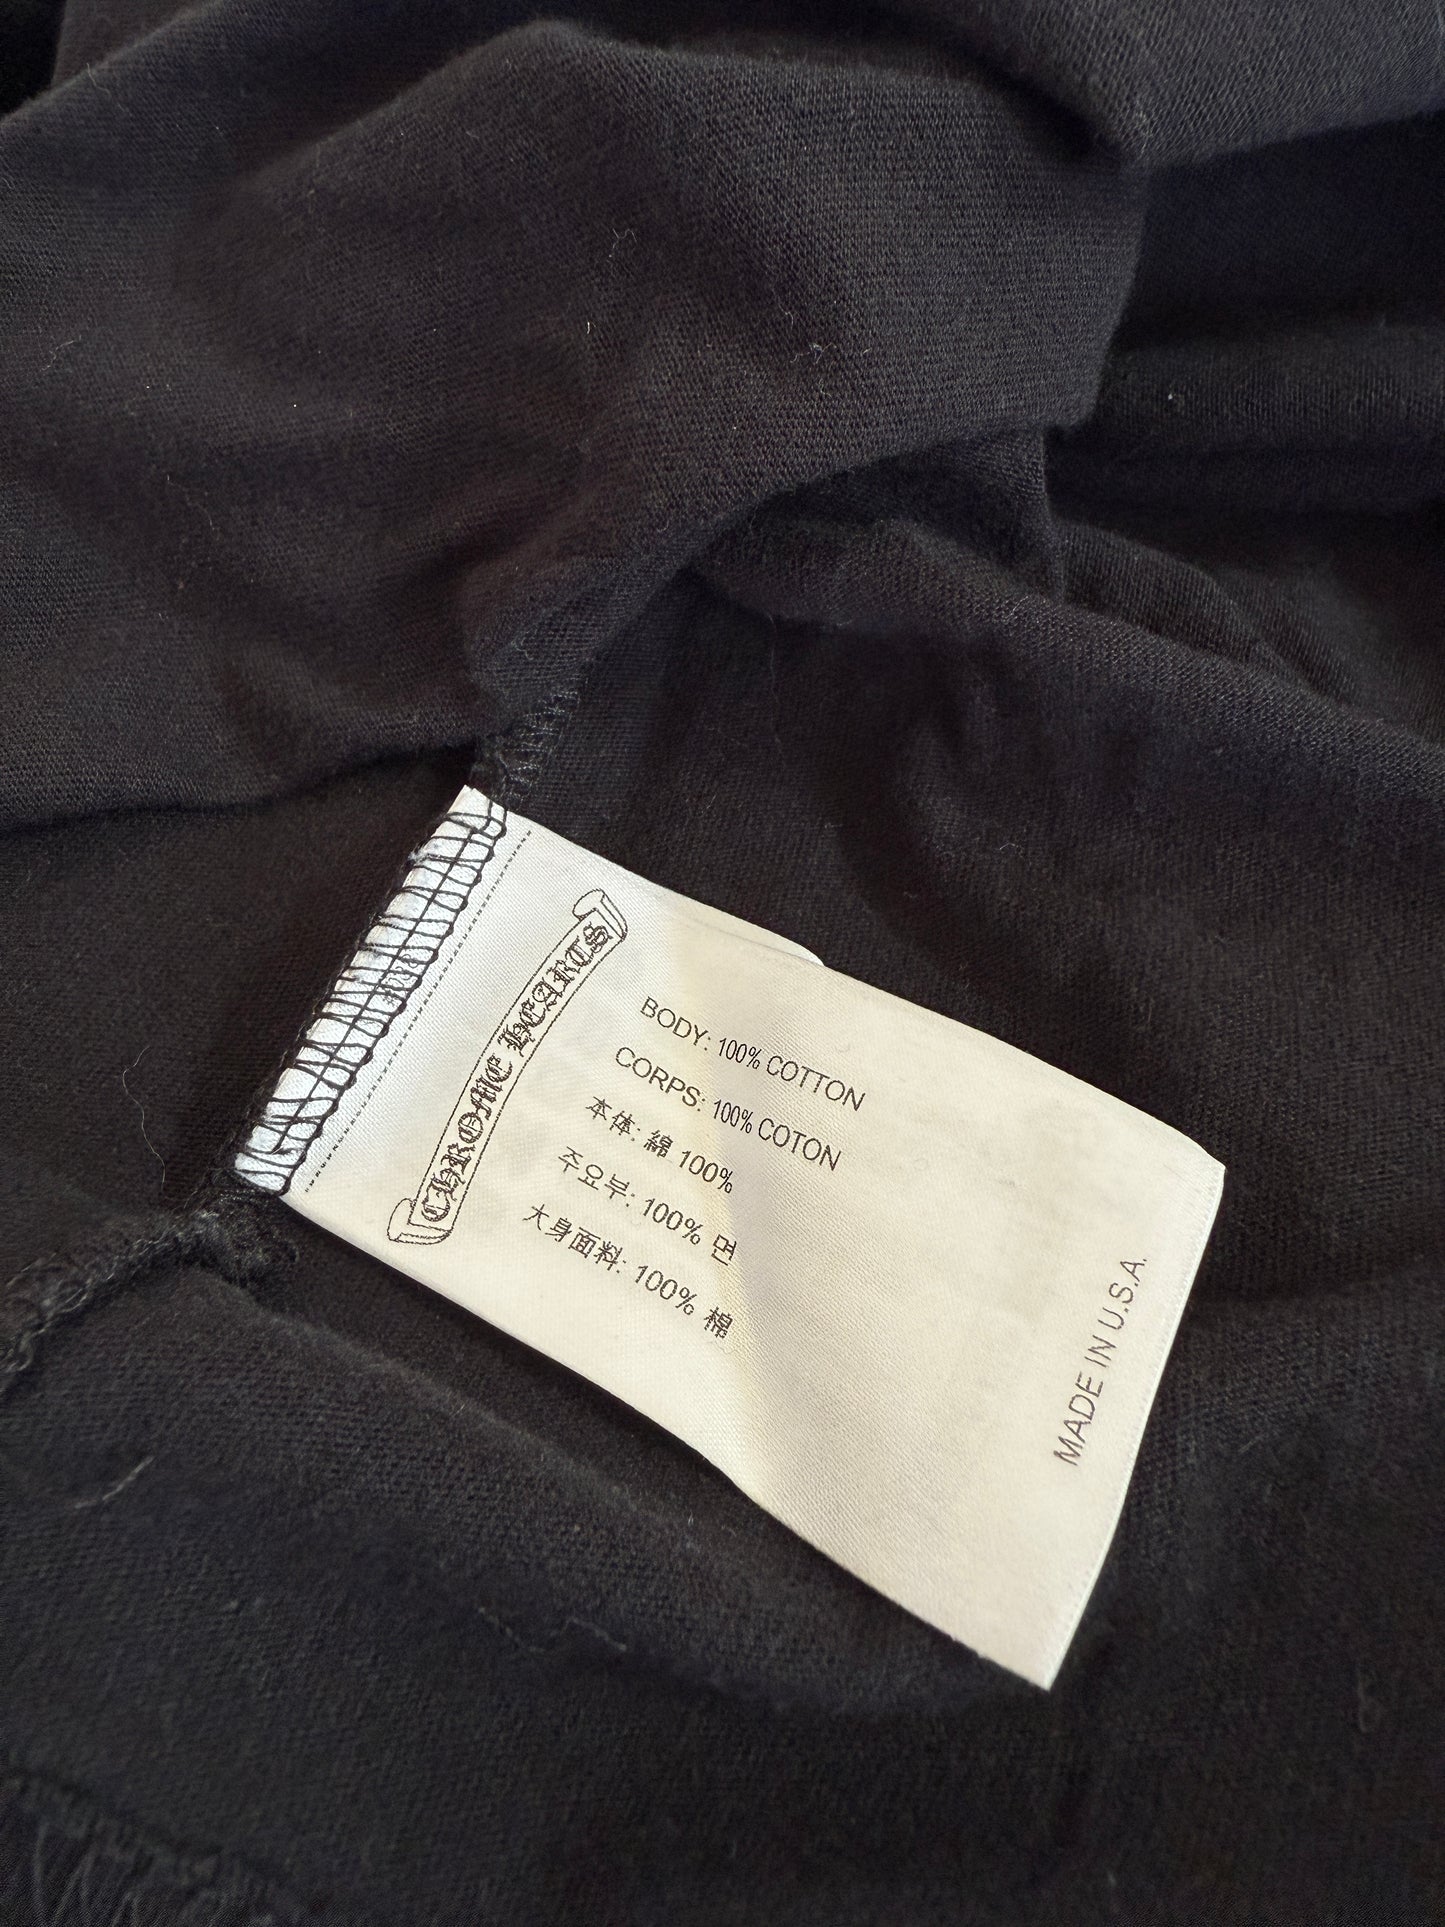 CHROME HEARTS
BODY: 100% COTTON
CORPS: 100% COTON
本体: 綿 100%
주요부: 100% 면
大身面料: 100% 棉
MADE IN U.S.A.